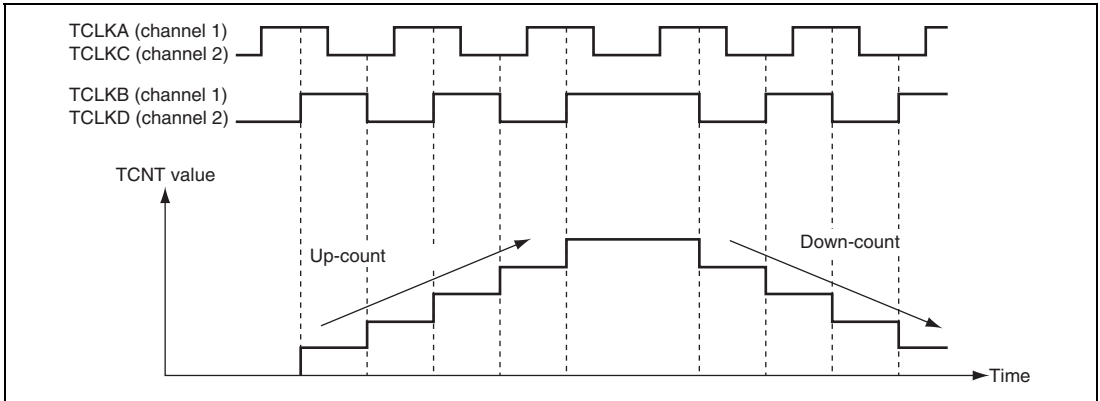 TCLKA (channel 1)
TCLKC (channel 2)
TCLKB (channel 1)
TCLKD (channel 2)
TCNT value
Up-count
Down-count
Time